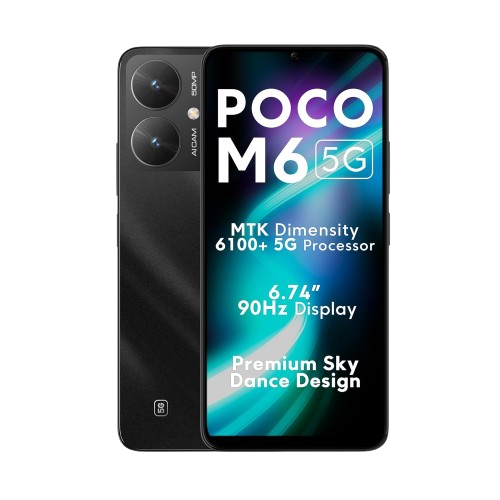 50MP
AI CAM
5G
POCO
M6 5G
MTK Dimensity
6100+ 5G Processor
6.74”
90Hz Display
Premium Sky
Dance Design